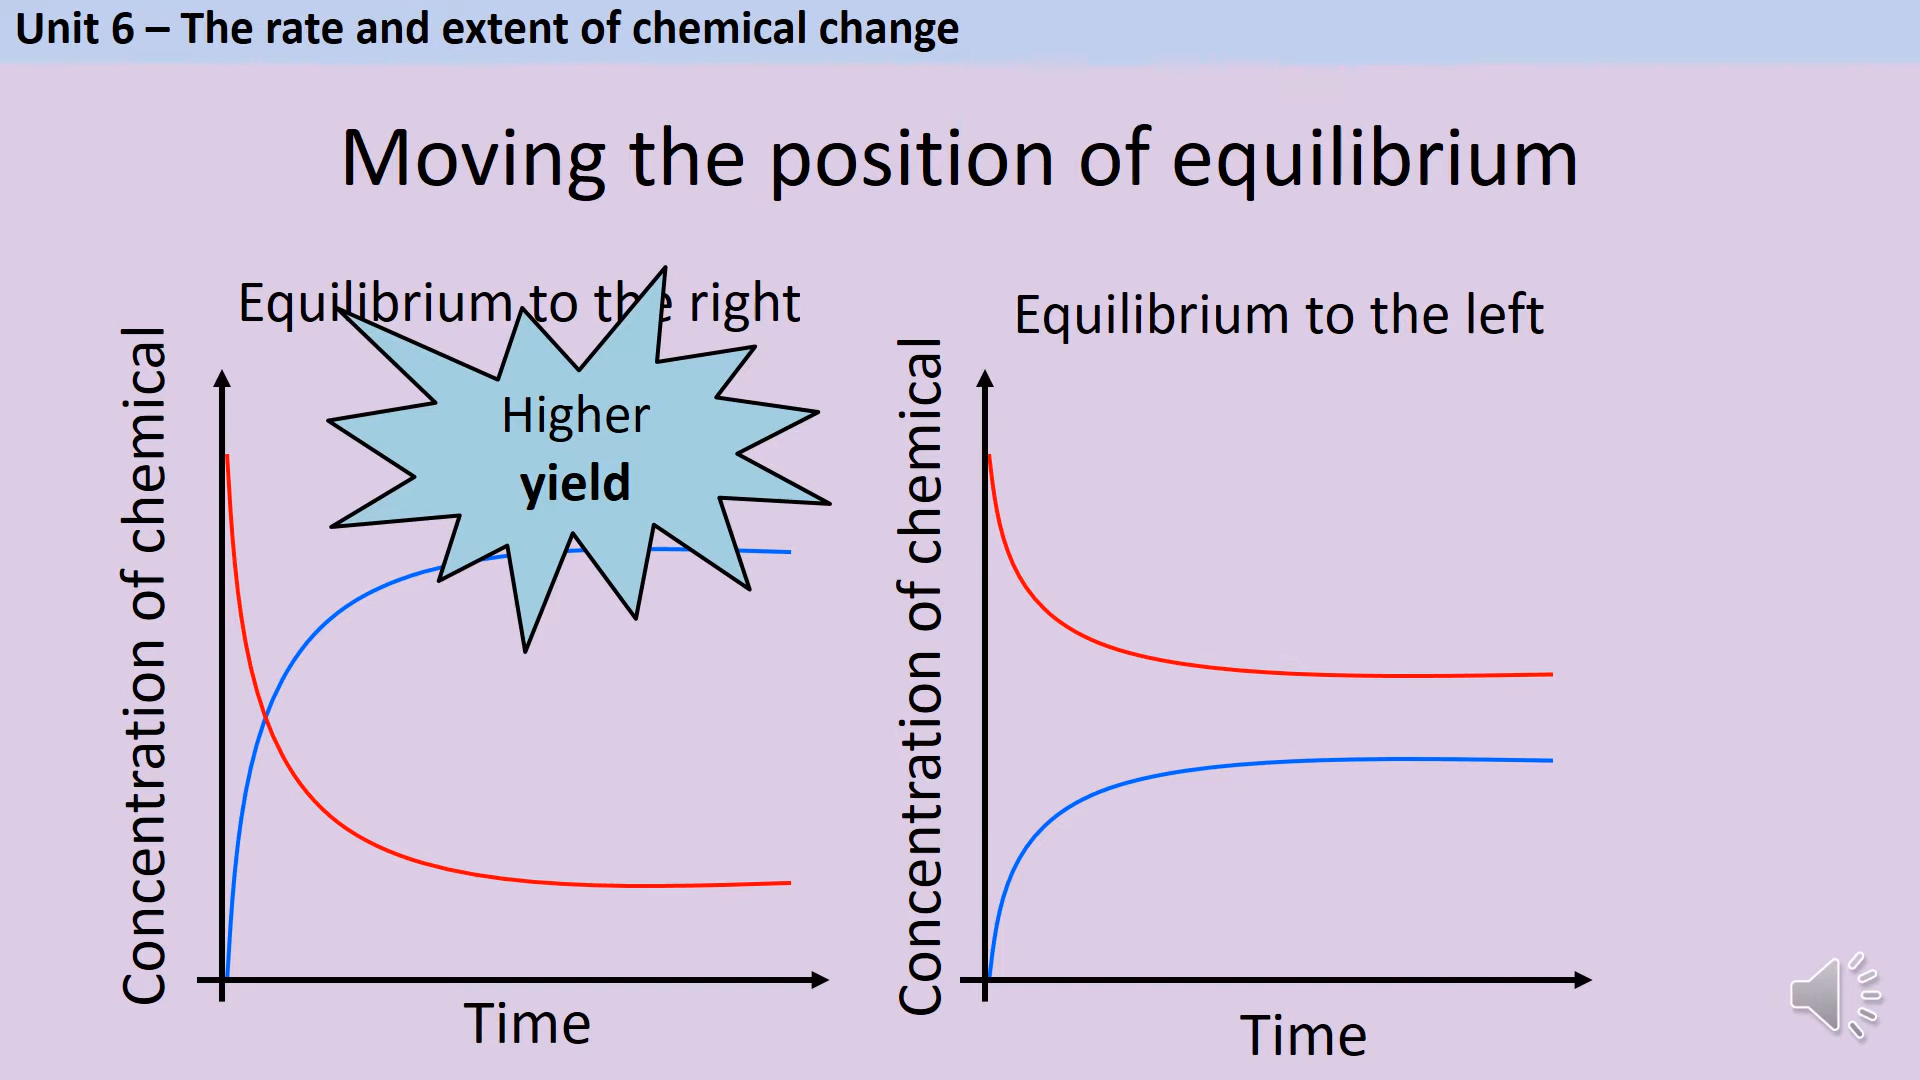 Unit 6 – The rate and extent of chemical change
Moving the position of equilibrium
Equilibrium to the right
Higher
yield
Concentration of chemical
Time
Equilibrium to the left
Concentration of chemical
Time